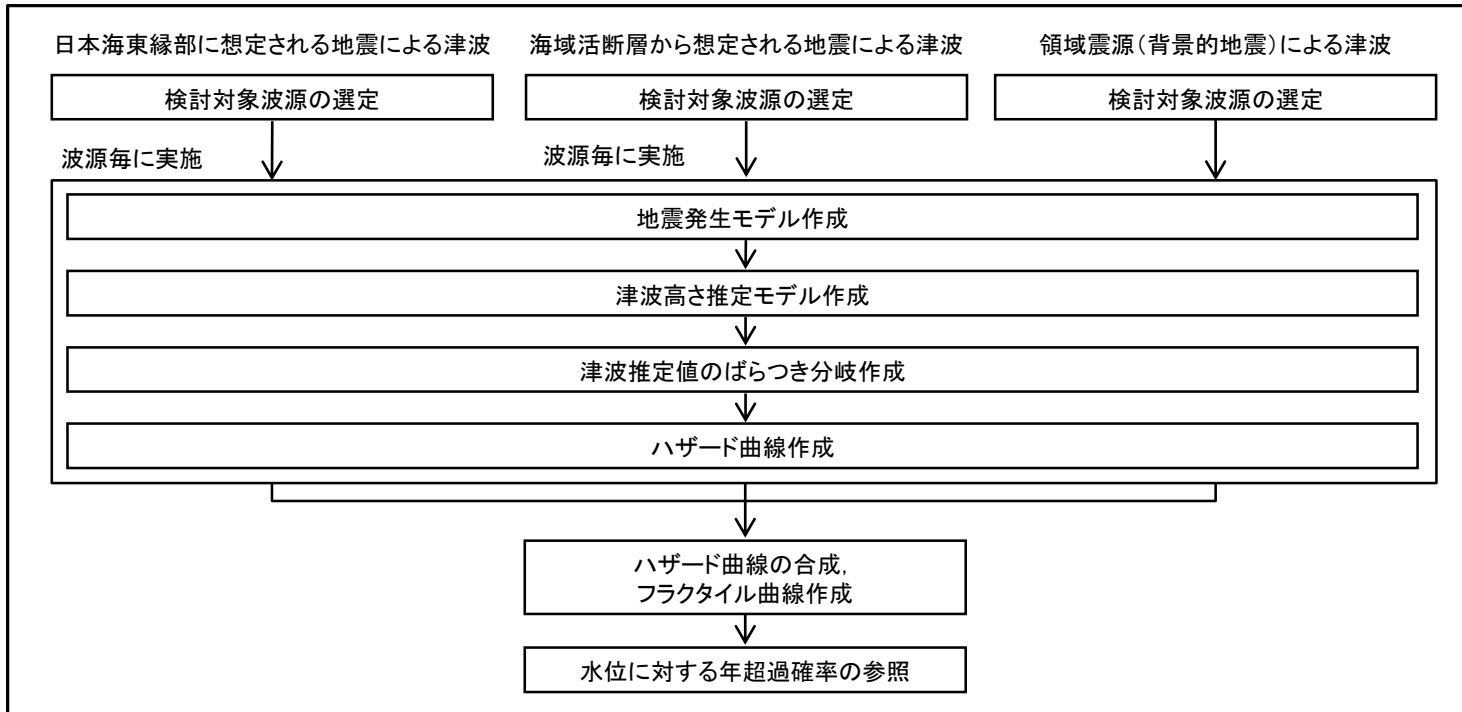 日本海東縁部に想定される地震による津波
海域活断層から想定される地震による津波
領域震源（背景的地震）による津波
検討対象波源の選定
検討対象波源の選定
検討対象波源の選定
波源毎に実施
波源毎に実施
地震発生モデル作成
津波高さ推定モデル作成
津波推定値のばらつき分岐作成
ハザード曲線作成
ハザード曲線の合成，
フラクタイル曲線作成
水位に対する年超過確率の参照